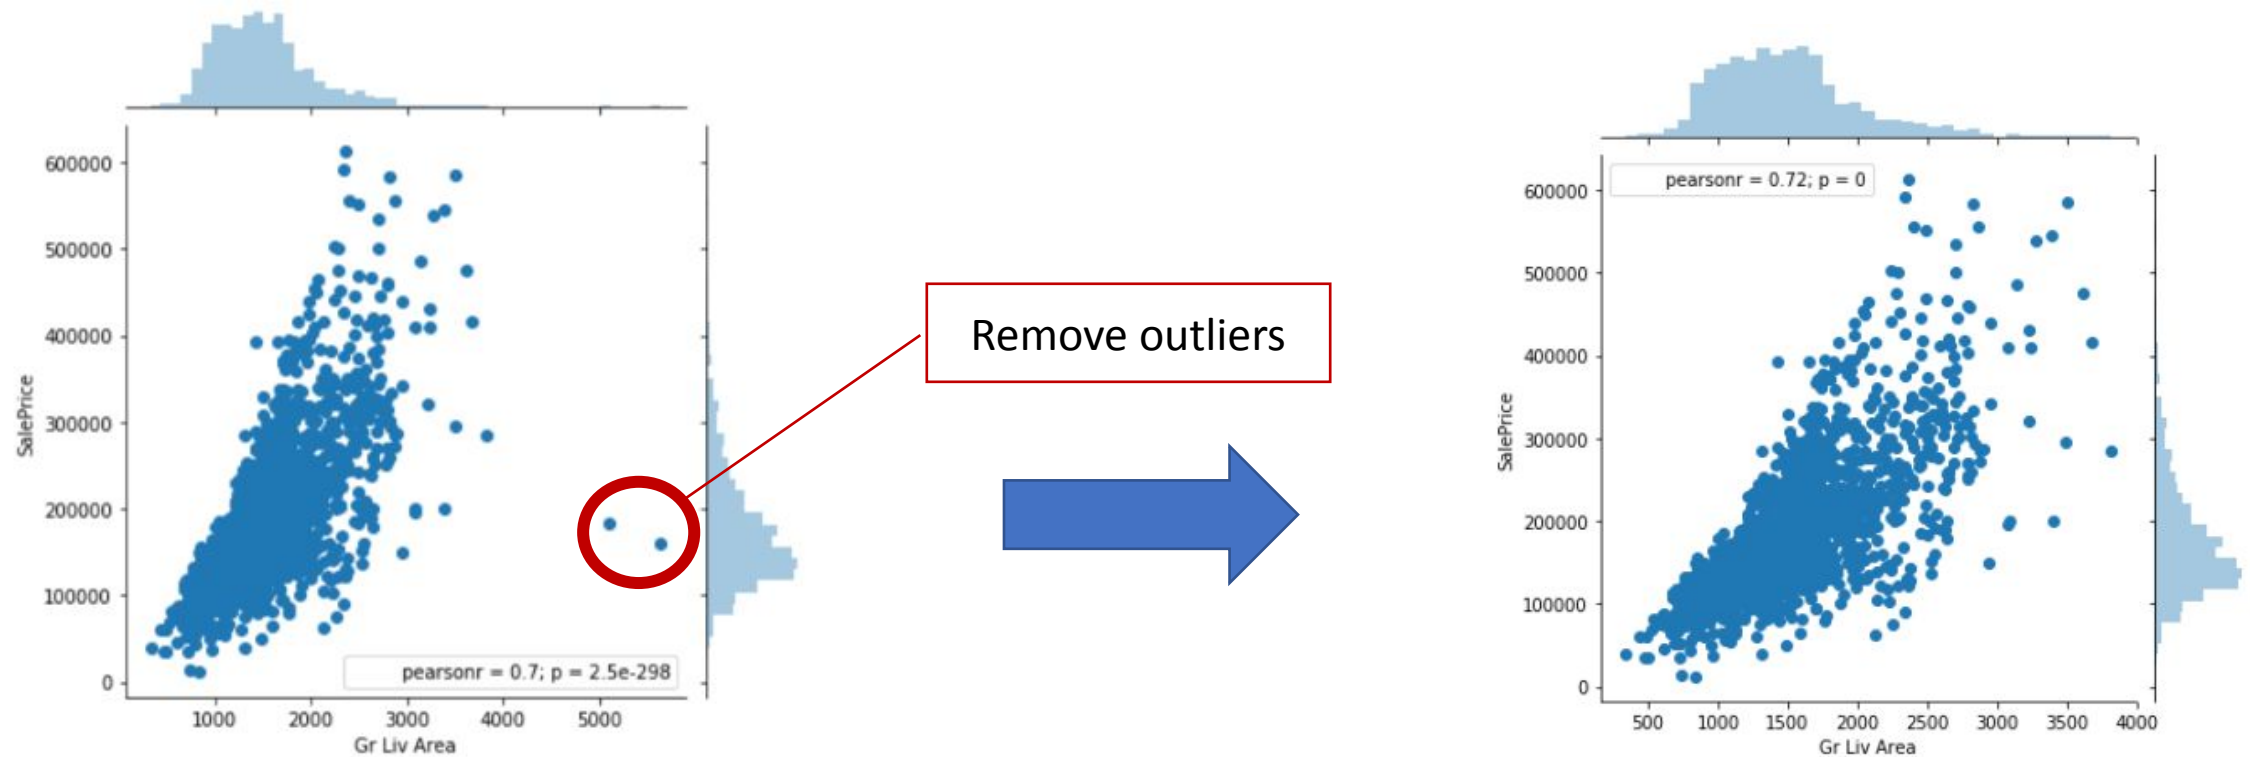 600000
500000
400000
300000
200000
100000
0
SalePrice
pearsonr = 0.7; p = 2.5e-298
1000 2000 3000 4000 5000
Gr Liv Area
Remove outliers
pearsonr = 0.72; p = 0
600000
500000
400000
300000
200000
100000
0
SalePrice
500 1000 1500 2000 2500 3000 3500 4000
Gr Liv Area